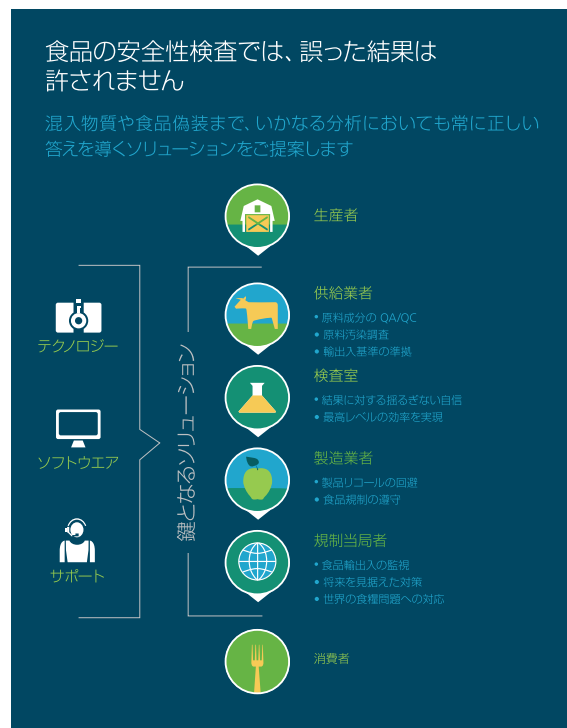 食品の安全性検査では、誤った結果は
許されません
混入物質や食品偽装まで、いかなる分析においても常に正しい
答えを導くソリューションをご提案します
生産者
テクノロジー
ソフトウエア
サポート
鍵となるソリューション
供給業者
• 原料成分の QA/QC
• 原料汚染調査
• 輸出入基準の準拠
検査室
• 結果に対する揺るぎない自信
• 最高レベルの効率を実現
製造業者
• 製品リコールの回避
• 食品規制の遵守
規制当局者
• 食品輸出入の監視
• 将来を見据えた対策
• 世界の食糧問題への対応
消費者